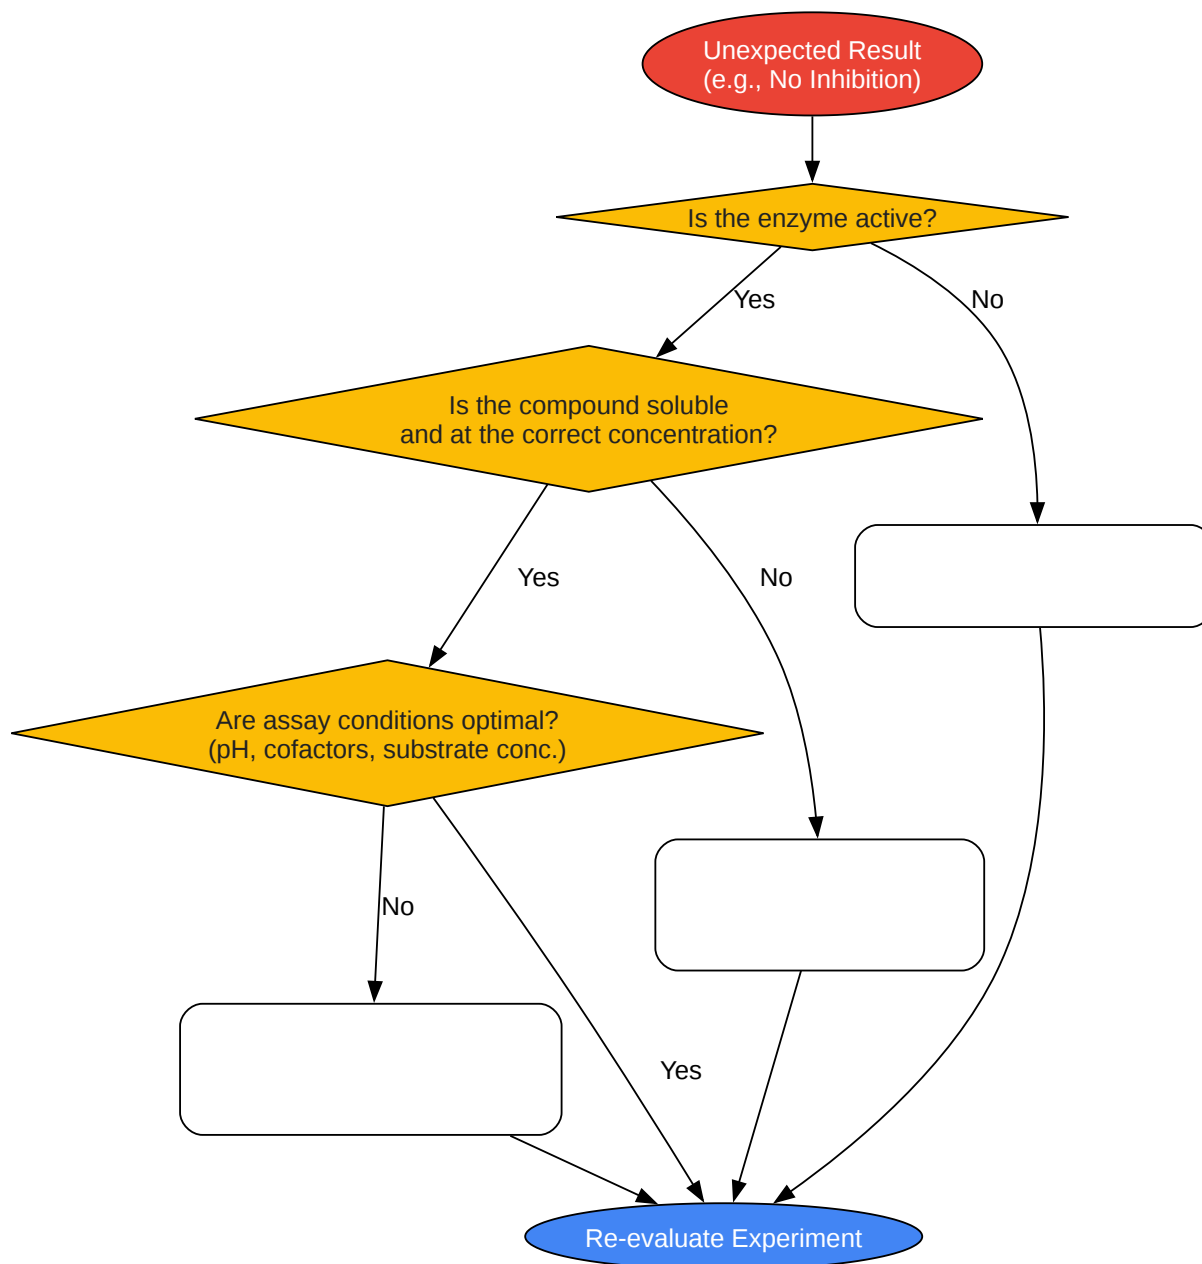 Unexpected Result
(e.g., No Inhibition)
Is the enzyme active?
Yes
No
Is the compound soluble
and at the correct concentration?
Yes
No
Are assay conditions optimal?
(pH, cofactors, substrate conc.)
No
Yes
Re-evaluate Experiment